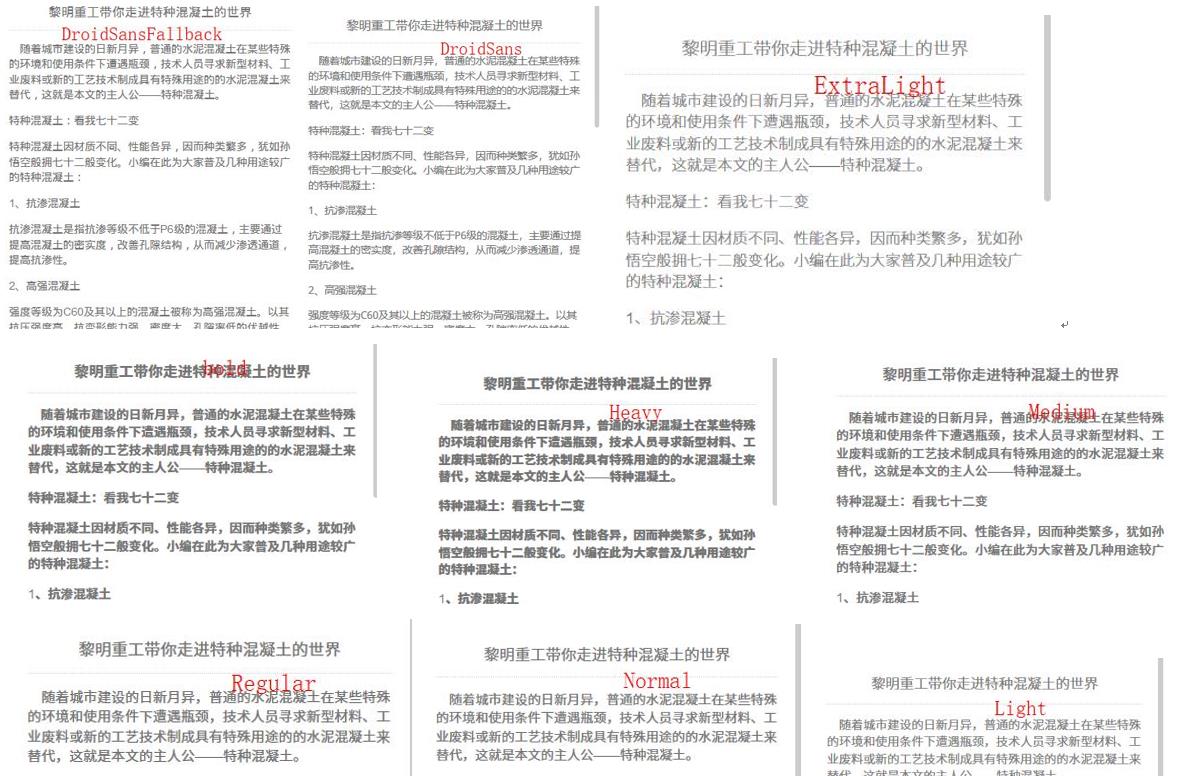 黎明重工带你走进特种混凝土的世界
DroidSansFallback
随着城市建设的日新月异，普通的水泥混凝土在某些特殊
的环境和使用条件下遭遇瓶颈，技术人员寻求新型材料、工
业废料或新的工艺技术制成具有特殊用途的的水泥混凝土来
替代，这就是本文的主人公——特种混凝土。
特种混凝土：看我七十二变
特种混凝土因材质不同、性能各异，因而种类繁多，犹如孙
悟空般拥七十二般变化。小编在此为大家普及几种用途较广
的特种混凝土：
1、抗渗混凝土
抗渗混凝土是指抗渗等级不低于P6级的混凝土，主要通过
提高混凝土的密实度，改善孔隙结构，从而减少渗透通道，
提高抗渗性。
2、高强混凝土
强度等级为C60及其以上的混凝土被称为高强混凝土。以其
抗压强度高、抗变形能力强、密度大、孔隙率低的优越性
黎明重工带你走进特种混凝土的世界
DroidSans
随着城市建设的日新月异，普通的水泥混凝土在某些特殊
的环境和使用条件下遭遇瓶颈，技术人员寻求新型材料、工
业废料或新的工艺技术制成具有特殊用途的的水泥混凝土来
替代，这就是本文的主人公——特种混凝土。
特种混凝土：看我七十二变
特种混凝土因材质不同、性能各异，因而种类繁多，犹如孙
悟空般拥七十二般变化。小编在此为大家普及几种用途较广
的特种混凝土：
1、抗渗混凝土
抗渗混凝土是指抗渗等级不低于P6级的混凝土，主要通过提
高混凝土的密实度，改善孔隙结构，从而减少渗透通道，提
高抗渗性。
2、高强混凝土
强度等级为C60及其以上的混凝土被称为高强混凝土。以其
黎明重工带你走进特种混凝土的世界
ExtraLight
随着城市建设的日新月异，普通的水泥混凝土在某些特殊
的环境和使用条件下遭遇瓶颈，技术人员寻求新型材料、工
业废料或新的工艺技术制成具有特殊用途的的水泥混凝土来
替代，这就是本文的主人公——特种混凝土。
特种混凝土：看我七十二变
特种混凝土因材质不同、性能各异，因而种类繁多，犹如孙
悟空般拥七十二般变化。小编在此为大家普及几种用途较广
的特种混凝土：
1、抗渗混凝土
黎明重工带你走进特种混凝土的世界
bold
随着城市建设的日新月异，普通的水泥混凝土在某些特殊
的环境和使用条件下遭遇瓶颈，技术人员寻求新型材料、工
业废料或新的工艺技术制成具有特殊用途的的水泥混凝土来
替代，这就是本文的主人公——特种混凝土。
特种混凝土：看我七十二变
特种混凝土因材质不同、性能各异，因而种类繁多，犹如孙
悟空般拥七十二般变化。小编在此为大家普及几种用途较广
的特种混凝土：
1、抗渗混凝土
黎明重工带你走进特种混凝土的世界
Heavy
随着城市建设的日新月异，普通的水泥混凝土在某些特殊
的环境和使用条件下遭遇瓶颈，技术人员寻求新型材料、工
业废料或新的工艺技术制成具有特殊用途的的水泥混凝土来
替代，这就是本文的主人公——特种混凝土。
特种混凝土：看我七十二变
特种混凝土因材质不同、性能各异，因而种类繁多，犹如孙
悟空般拥七十二般变化。小编在此为大家普及几种用途较广
的特种混凝土：
1、抗渗混凝土
黎明重工带你走进特种混凝土的世界
Medium
随着城市建设的日新月异，普通的水泥混凝土在某些特殊
的环境和使用条件下遭遇瓶颈，技术人员寻求新型材料、工
业废料或新的工艺技术制成具有特殊用途的的水泥混凝土来
替代，这就是本文的主人公——特种混凝土。
特种混凝土：看我七十二变
特种混凝土因材质不同、性能各异，因而种类繁多，犹如孙
悟空般拥七十二般变化。小编在此为大家普及几种用途较广
的特种混凝土：
1、抗渗混凝土
黎明重工带你走进特种混凝土的世界
Regular
随着城市建设的日新月异，普通的水泥混凝土在某些特殊
的环境和使用条件下遭遇瓶颈，技术人员寻求新型材料、工
业废料或新的工艺技术制成具有特殊用途的的水泥混凝土来
替代，这就是本文的主人公——特种混凝土。
黎明重工带你走进特种混凝土的世界
Normal
随着城市建设的日新月异，普通的水泥混凝土在某些特殊
的环境和使用条件下遭遇瓶颈，技术人员寻求新型材料、工
业废料或新的工艺技术制成具有特殊用途的的水泥混凝土来
替代，这就是本文的主人公——特种混凝土。
黎明重工带你走进特种混凝土的世界
Light
随着城市建设的日新月异，普通的水泥混凝土在某些特殊
的环境和使用条件下遭遇瓶颈，技术人员寻求新型材料、工
业废料或新的工艺技术制成具有特殊用途的的水泥混凝土来
替代，这就是本文的主人公——特种混凝土